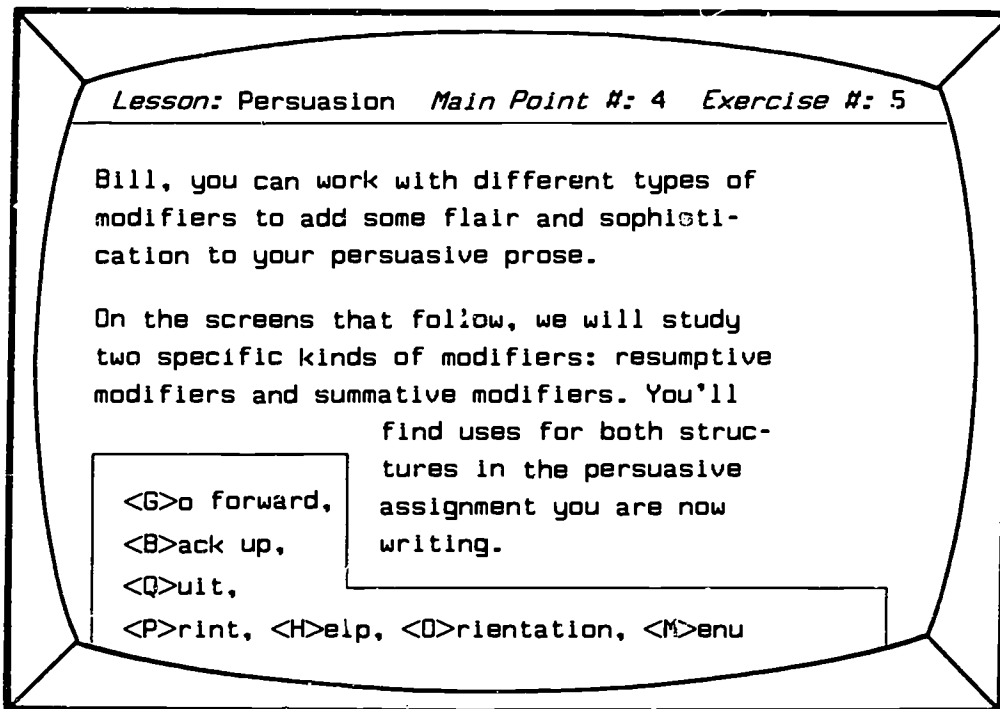 Lesson: Persuasion Main Point #: 4 Exercise #: 5
Bill, you can work with different types of
modifiers to add some flair and sophisti-
cation to your persuasive prose.
On the screens that follow, we will study
two specific kinds of modifiers: resumptive
modifiers and summative modifiers. You'll
find uses for both struc-
tures in the persuasive
assignment you are now
writing.
<G>o forward,
<B>ack up,
<Q>uit,
<P>rint, <H>elp, <O>rientation, <M>enu